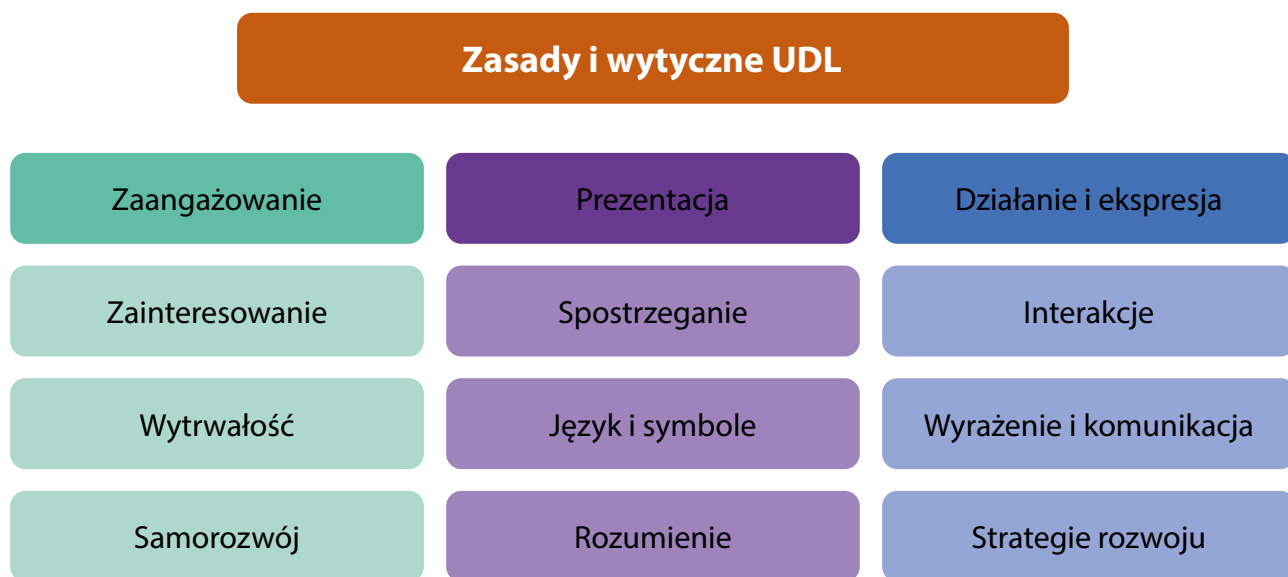 Zasady i wytyczne UDL
Zaangażowanie
Prezentacja
Działanie i ekspresja
Zainteresowanie
Spostrzeganie
Interakcje
Wytrwałość
Język i symbole
Wyrażenie i komunikacja
Samorozwój
Rozumienie
Strategie rozwoju